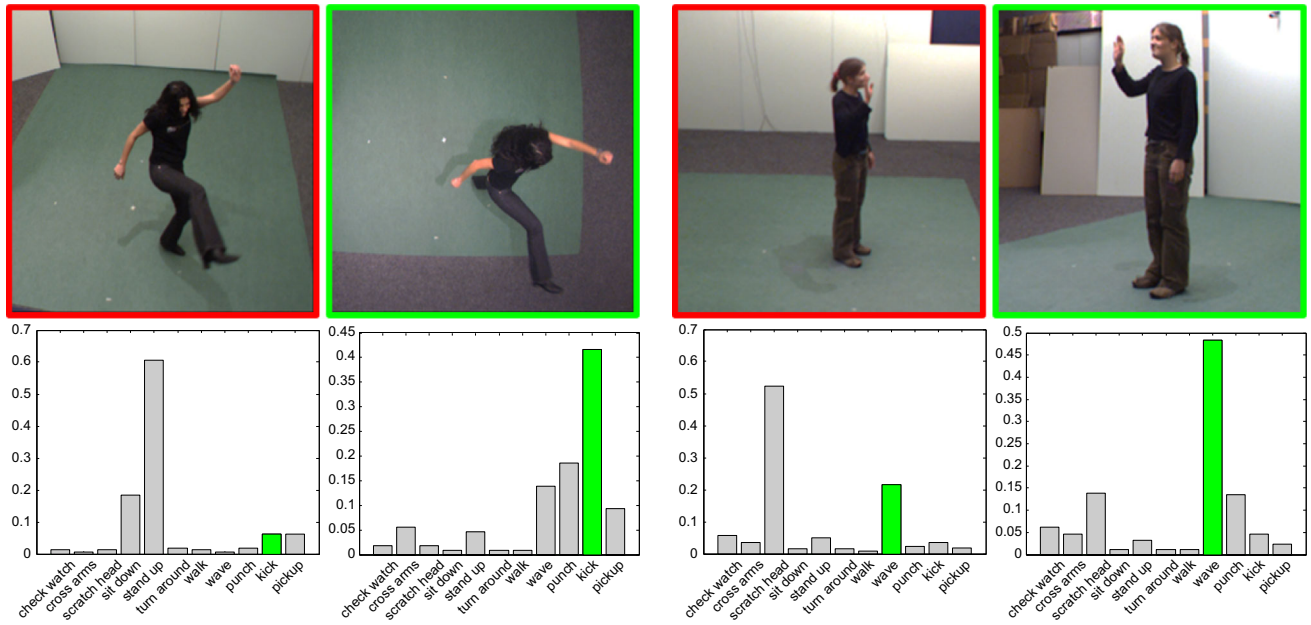 0.7
0.6
0.5
0.4
0.3
0.2
0.1
0
check watch
cross arms
scratch head
sit down
stand up
turn around
walk
wave
punch
kick
pickup
0.45
0.4
0.35
0.3
0.25
0.2
0.15
0.1
0.05
0
check watch
cross arms
scratch head
sit down
stand up
turn around
walk
wave
punch
kick
pickup
0.7
0.6
0.5
0.4
0.3
0.2
0.1
0
check watch
cross arms
scratch head
sit down
stand up
turn around
walk
wave
punch
kick
pickup
0.5
0.45
0.4
0.35
0.3
0.25
0.2
0.15
0.1
0.05
0
check watch
cross arms
scratch head
sit down
stand up
turn around
walk
wave
punch
kick
pickup